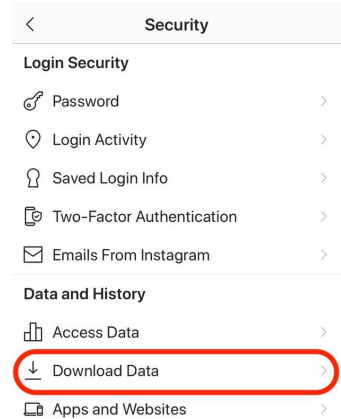 Security
Login Security
Password
Login Activity
Saved Login Info
Two-Factor Authentication
Emails From Instagram
Data and History
Access Data
Download Data
Apps and Websites